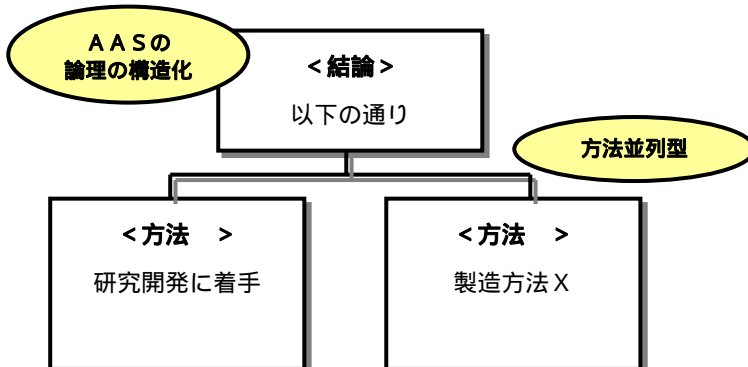 ＡＡＳの
論理の構造化
＜結論＞
以下の通り
方法並列型
＜方法　＞
研究開発に着手
＜方法　＞
製造方法Ｘ